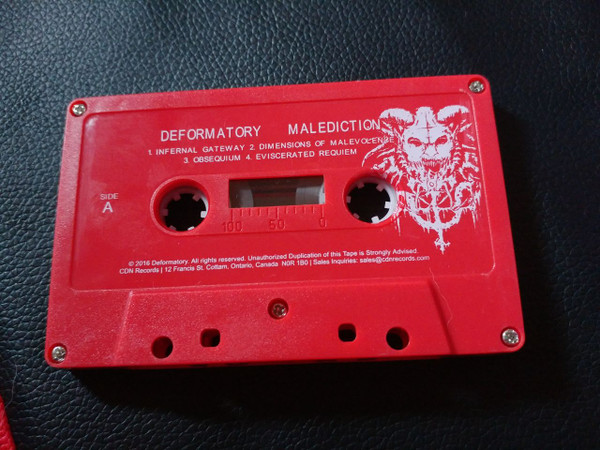 DEFORMATORY MALEDICTION
1. INFERNAL GATEWAY 2. DIMENSIONS OF MALEVOLENCE
3. OBSEQUIUM 4. EVISCERATED REQUIEM
SIDE
A
100 50 0
© 2016 Deformatory. All rights reserved. Unauthorized Duplication of this Tape is Strongly Advised.
CDN Records | 12 Francis St. Cottam, Ontario, Canada N0R 1B0 | Sales Inquiries: sales@cdnrecords.com